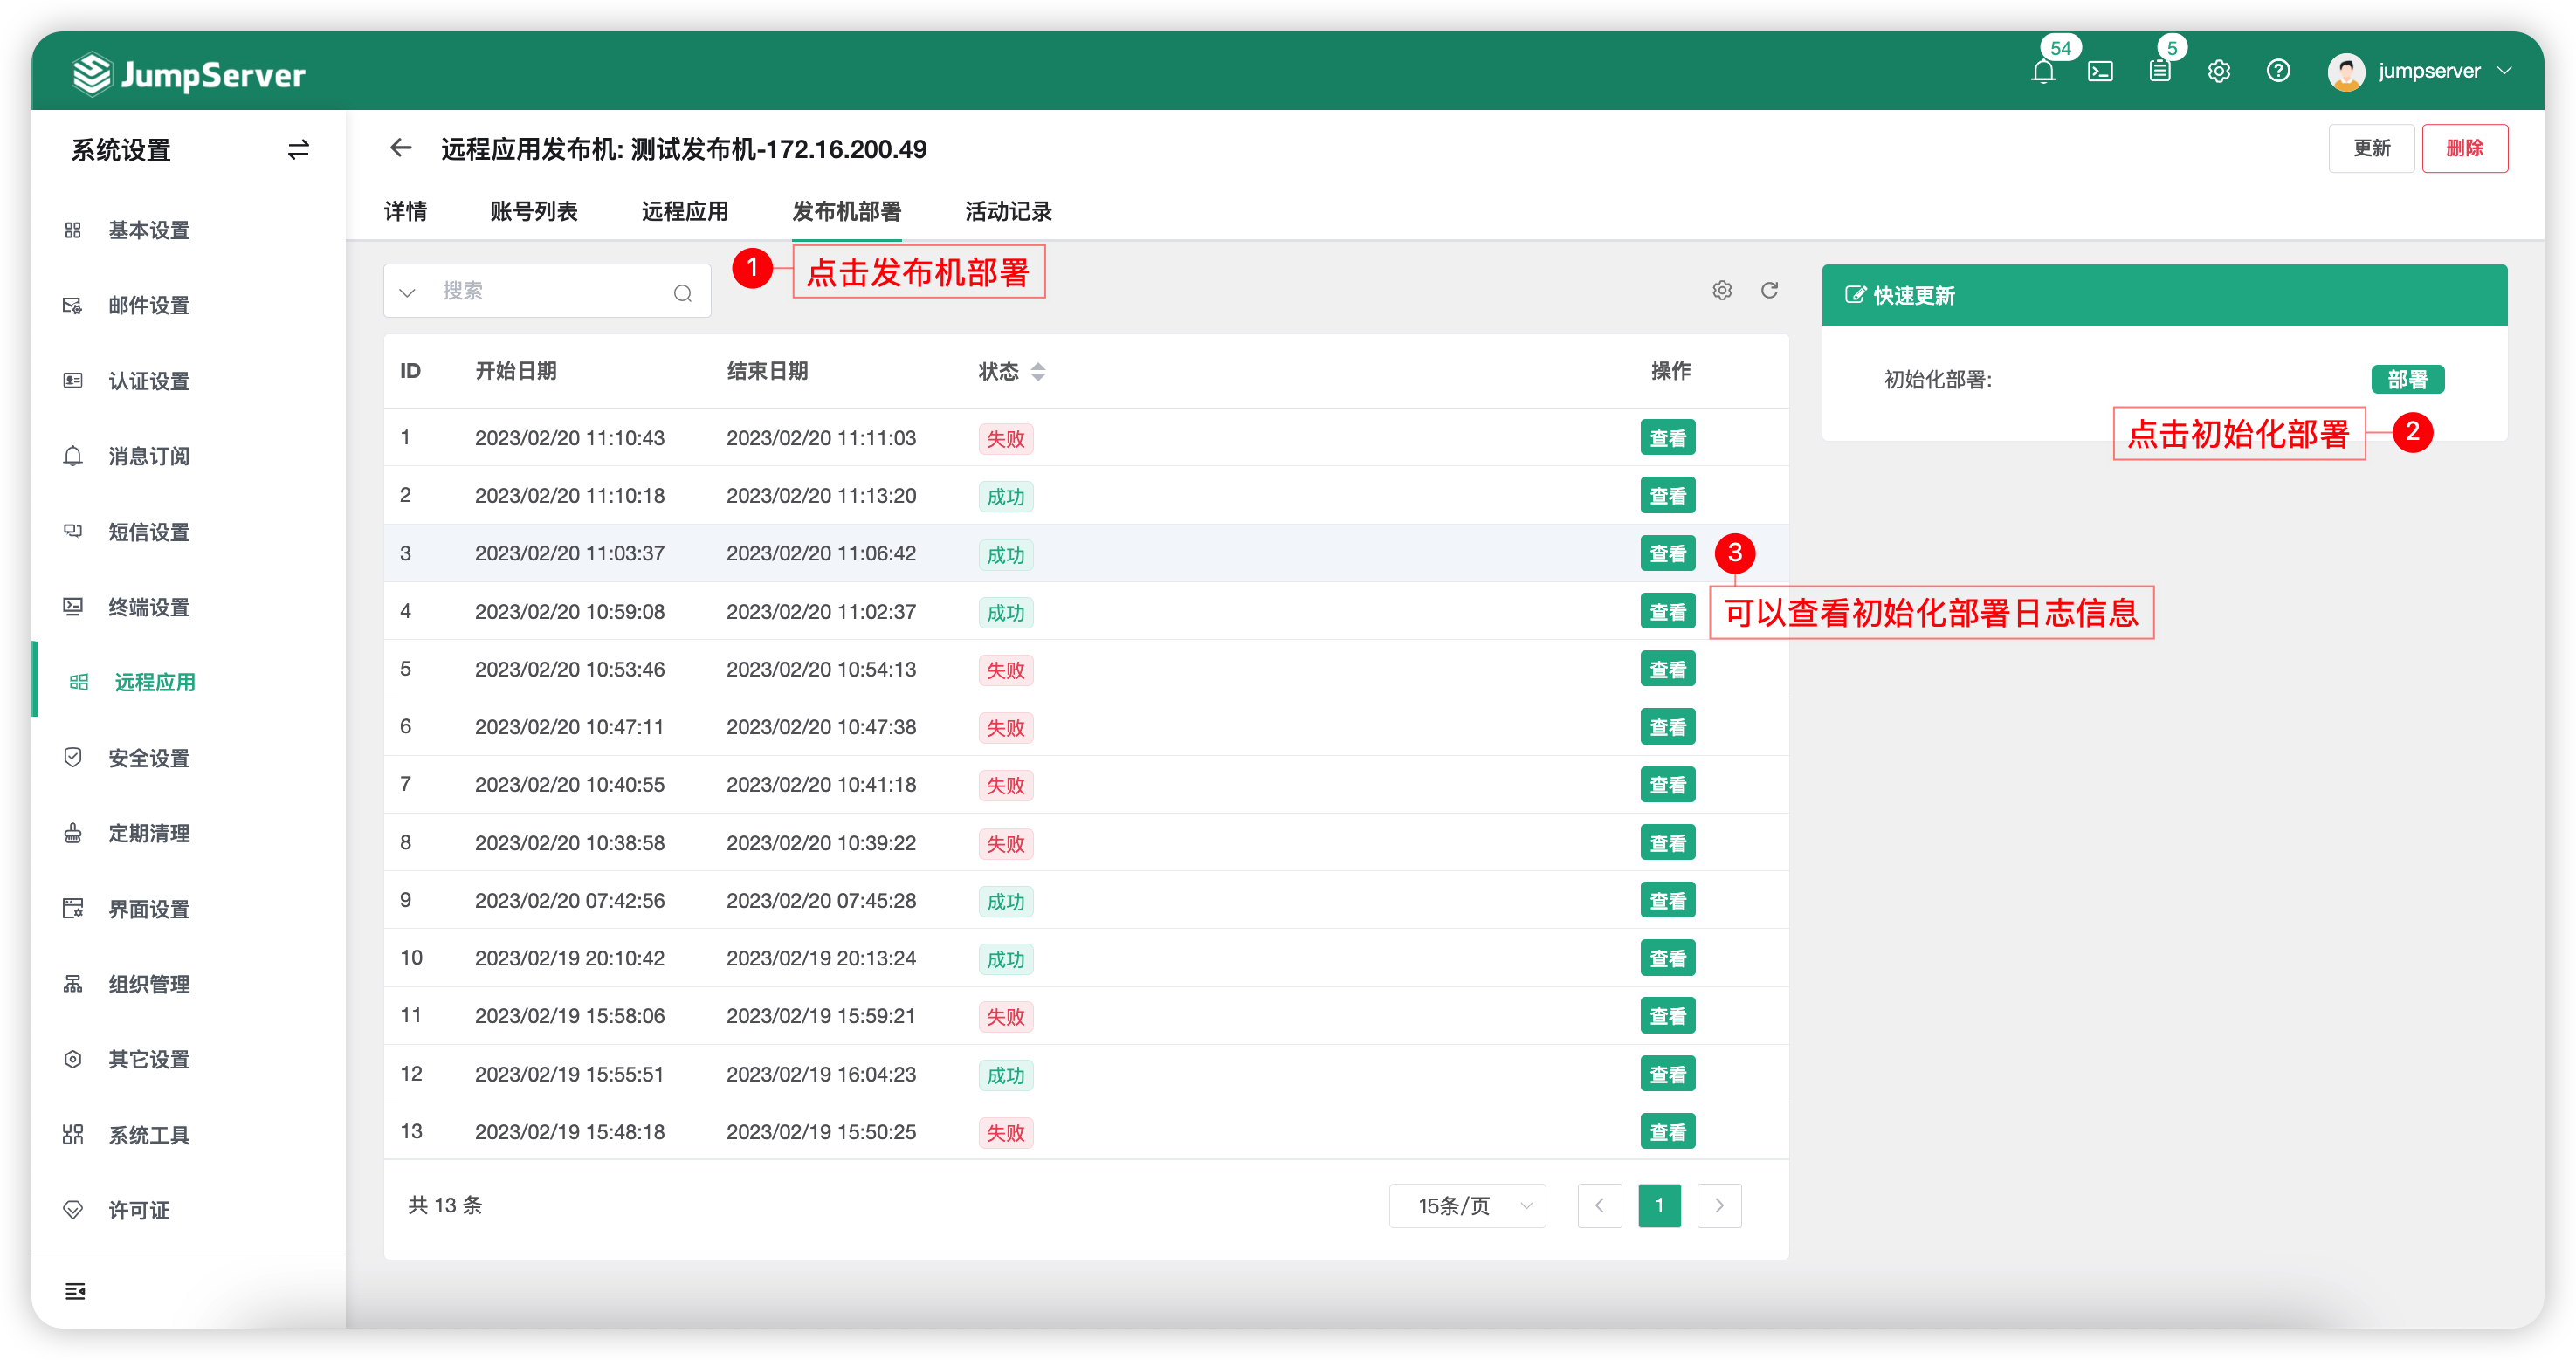 JumpServer
54
5
jumpserver
系统设置
远程应用发布机: 测试发布机-172.16.200.49
更新
删除
详情 账号列表 远程应用 发布机部署 活动记录
基本设置
邮件设置
认证设置
消息订阅
短信设置
终端设置
远程应用
安全设置
定期清理
界面设置
组织管理
其它设置
系统工具
许可证
搜索
1 点击发布机部署
快速更新
初始化部署: 部署
点击初始化部署 2
ID 开始日期 结束日期 状态 操作
1 2023/02/20 11:10:43 2023/02/20 11:11:03 失败 查看
2 2023/02/20 11:10:18 2023/02/20 11:13:20 成功 查看
3 2023/02/20 11:03:37 2023/02/20 11:06:42 成功 查看
3
可以查看初始化部署日志信息
4 2023/02/20 10:59:08 2023/02/20 11:02:37 成功 查看
5 2023/02/20 10:53:46 2023/02/20 10:54:13 失败 查看
6 2023/02/20 10:47:11 2023/02/20 10:47:38 失败 查看
7 2023/02/20 10:40:55 2023/02/20 10:41:18 失败 查看
8 2023/02/20 10:38:58 2023/02/20 10:39:22 失败 查看
9 2023/02/20 07:42:56 2023/02/20 07:45:28 成功 查看
10 2023/02/19 20:10:42 2023/02/19 20:13:24 成功 查看
11 2023/02/19 15:58:06 2023/02/19 15:59:21 失败 查看
12 2023/02/19 15:55:51 2023/02/19 16:04:23 成功 查看
13 2023/02/19 15:48:18 2023/02/19 15:50:25 失败 查看
共 13 条
15条/页
1